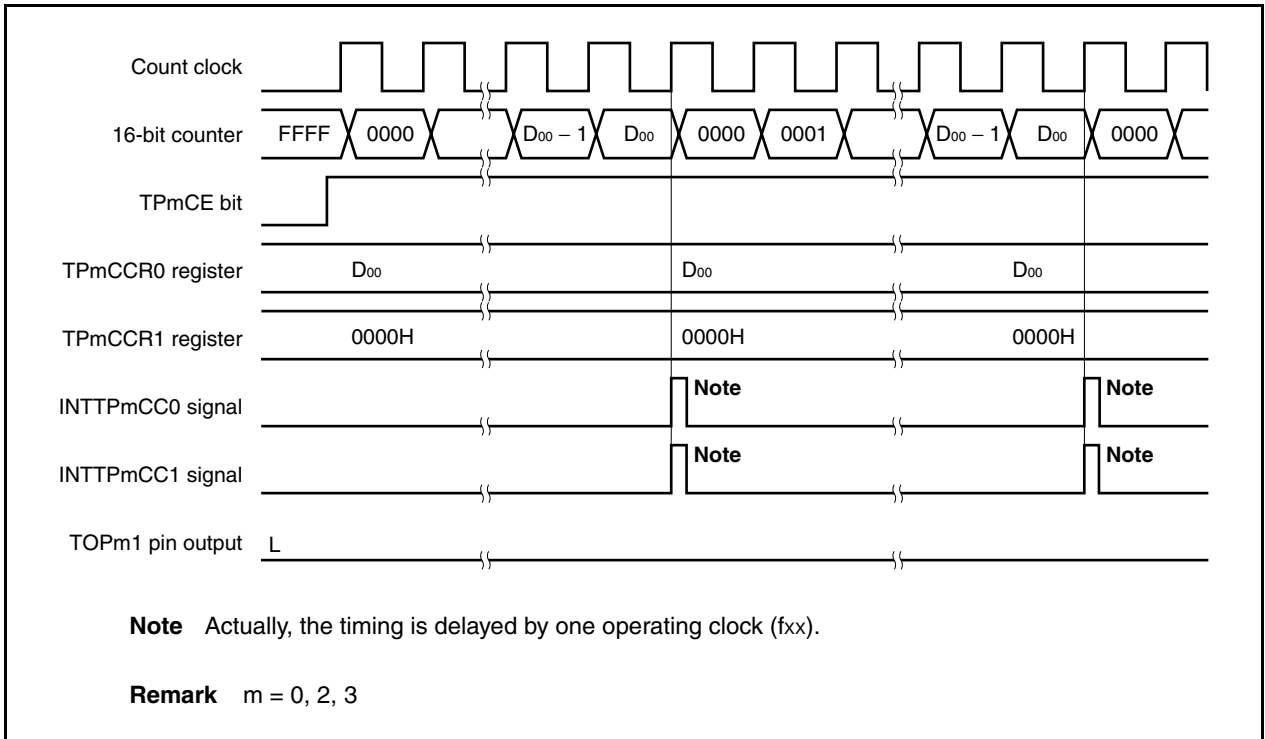 Count clock
16-bit counter FFFF 0000 D00 − 1 D00 0000 0001 D00 − 1 D00 0000
TPmCE bit
TPmCCR0 register D00 D00 D00
TPmCCR1 register 0000H 0000H 0000H
INTTPmCC0 signal Note Note
INTTPmCC1 signal Note Note
TOPm1 pin output L
Note Actually, the timing is delayed by one operating clock (fxx).
Remark m = 0, 2, 3